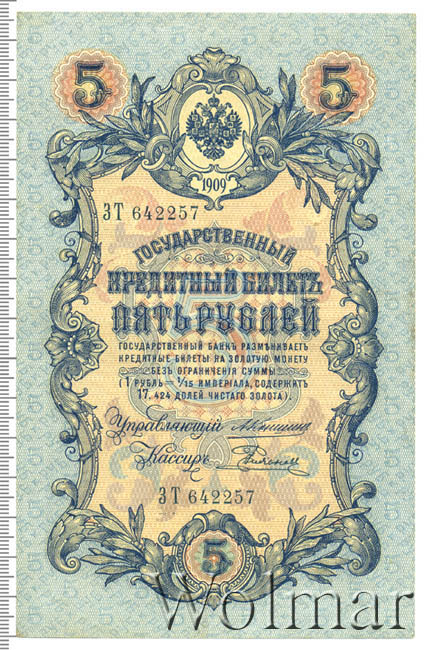 5 5
1909
ЗТ 642257
ГОСУДАРСТВЕННЫЙ
КРЕДИТНЫЙ БИЛЕТЪ
ПЯТЬ РУБЛЕЙ
ГОСУДАРСТВЕННЫЙ БАНКЪ РАЗМѢНИВАЕТЪ
КРЕДИТНЫЕ БИЛЕТЫ НА ЗОЛОТУЮ МОНЕТУ
БЕЗЪ ОГРАНИЧЕНІЯ СУММЫ
(1 РУБЛЬ = 1/15 ИМПЕРІАЛА, СОДЕРЖИТЪ
17,424 ДОЛЕЙ ЧИСТАГО ЗОЛОТА).
Управляющій
Кассиръ
ЗТ 642257
5
Wolmar